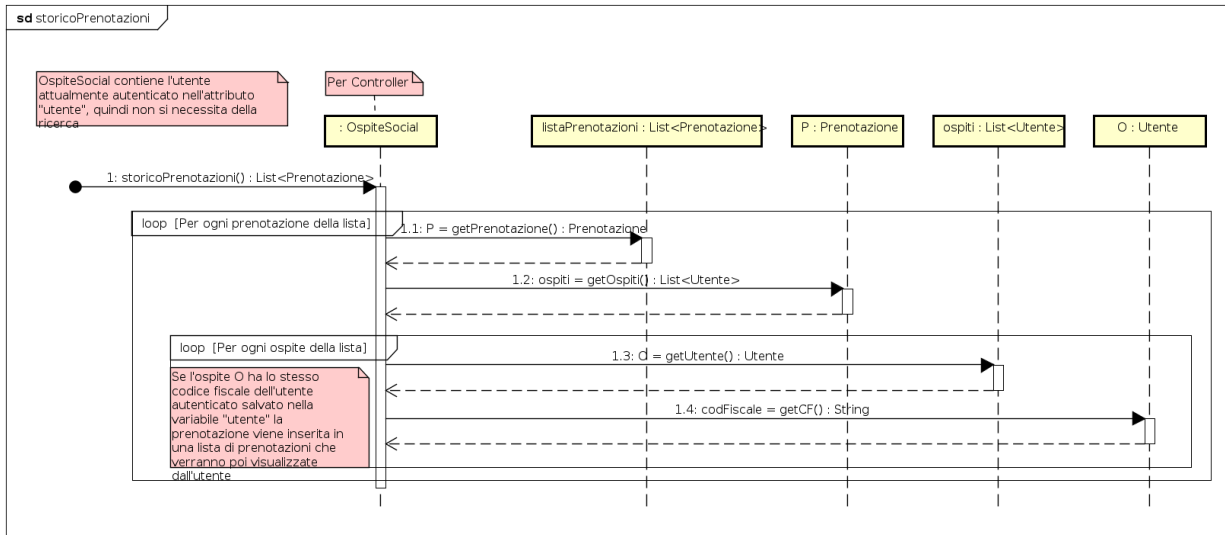 sd storicoPrenotazioni
OspiteSocial contiene l'utente
attualmente autenticato nell'attributo
"utente", quindi non si necessita della
ricerca
Per Controller
: OspiteSocial
listaPrenotazioni : List<Prenotazione>
P : Prenotazione
ospiti : List<Utente>
O : Utente
1: storicoPrenotazioni() : List<Prenotazione>
loop [Per ogni prenotazione della lista]
1.1: P = getPrenotazione() : Prenotazione
1.2: ospiti = getOspiti() : List<Utente>
loop [Per ogni ospite della lista]
1.3: O = getUtente() : Utente
Se l'ospite O ha lo stesso
codice fiscale dell'utente
autenticato salvato nella
variabile "utente" la
prenotazione viene inserita in
una lista di prenotazioni che
verranno poi visualizzate
dall'utente
1.4: codFiscale = getCF() : String